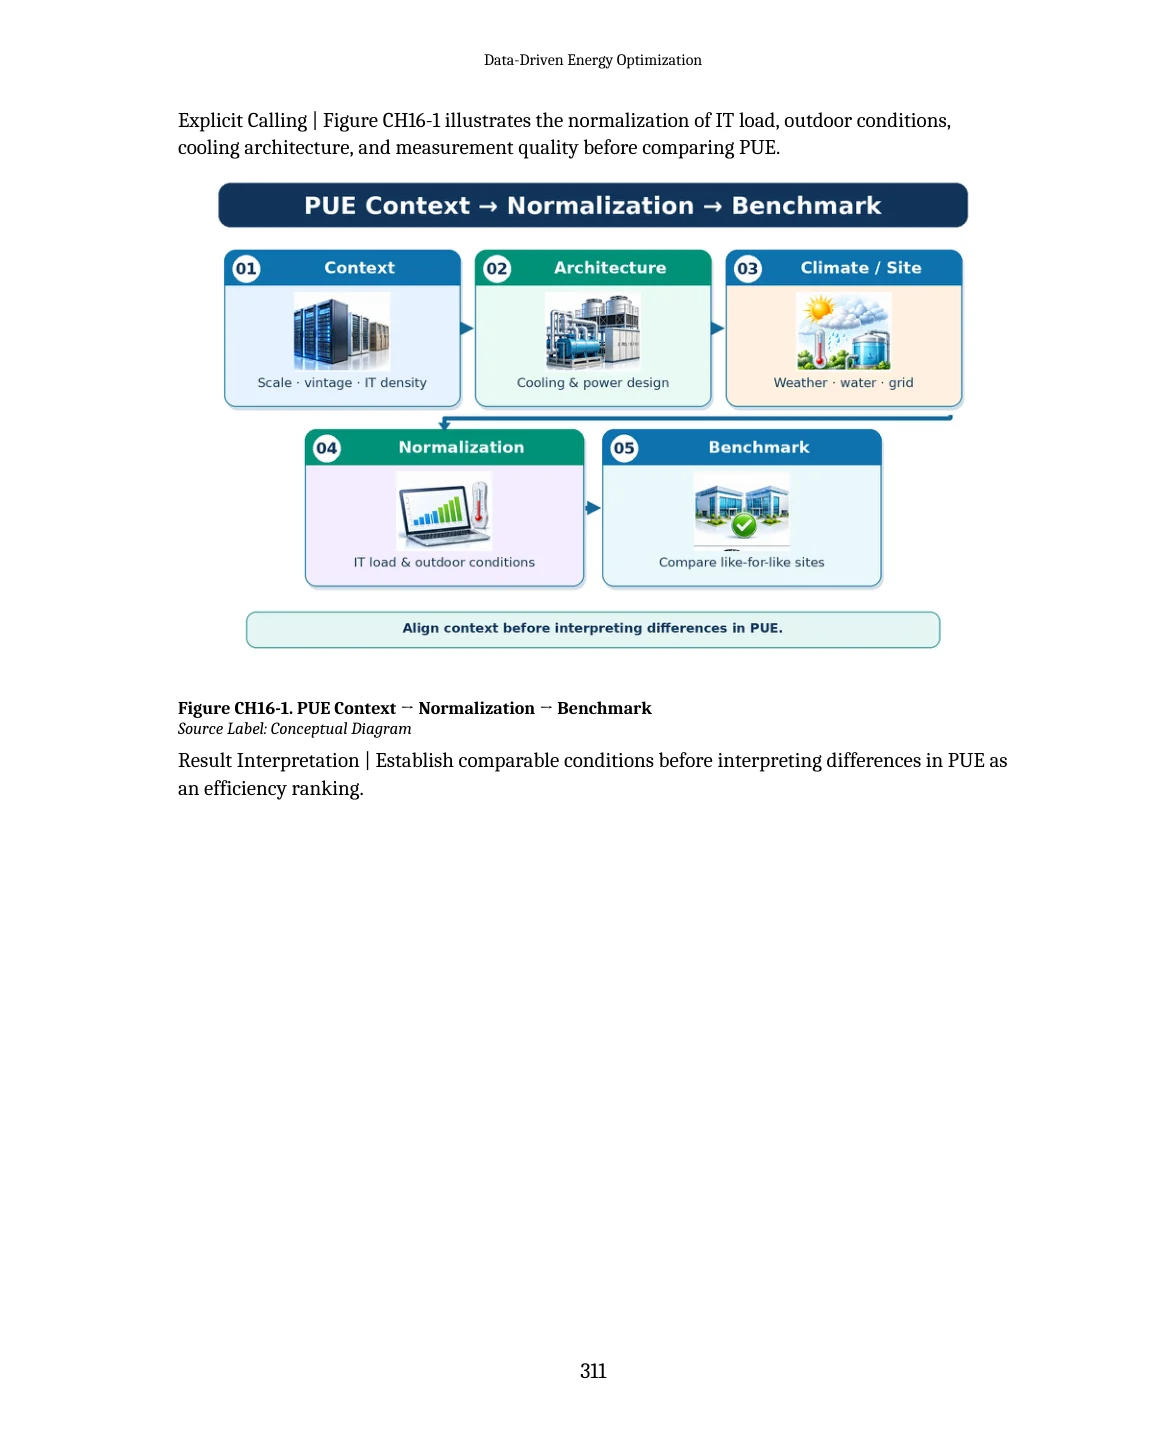 Data-Driven Energy Optimization
Explicit Calling | Figure CH16-1 illustrates the normalization of IT load, outdoor conditions,
cooling architecture, and measurement quality before comparing PUE.
PUE Context → Normalization → Benchmark
01 Context
Scale · vintage · IT density
02 Architecture
Cooling & power design
03 Climate / Site
Weather · water · grid
04 Normalization
IT load & outdoor conditions
05 Benchmark
Compare like-for-like sites
Align context before interpreting differences in PUE.
Figure CH16-1. PUE Context → Normalization → Benchmark
Source Label: Conceptual Diagram
Result Interpretation | Establish comparable conditions before interpreting differences in PUE as
an efficiency ranking.
311